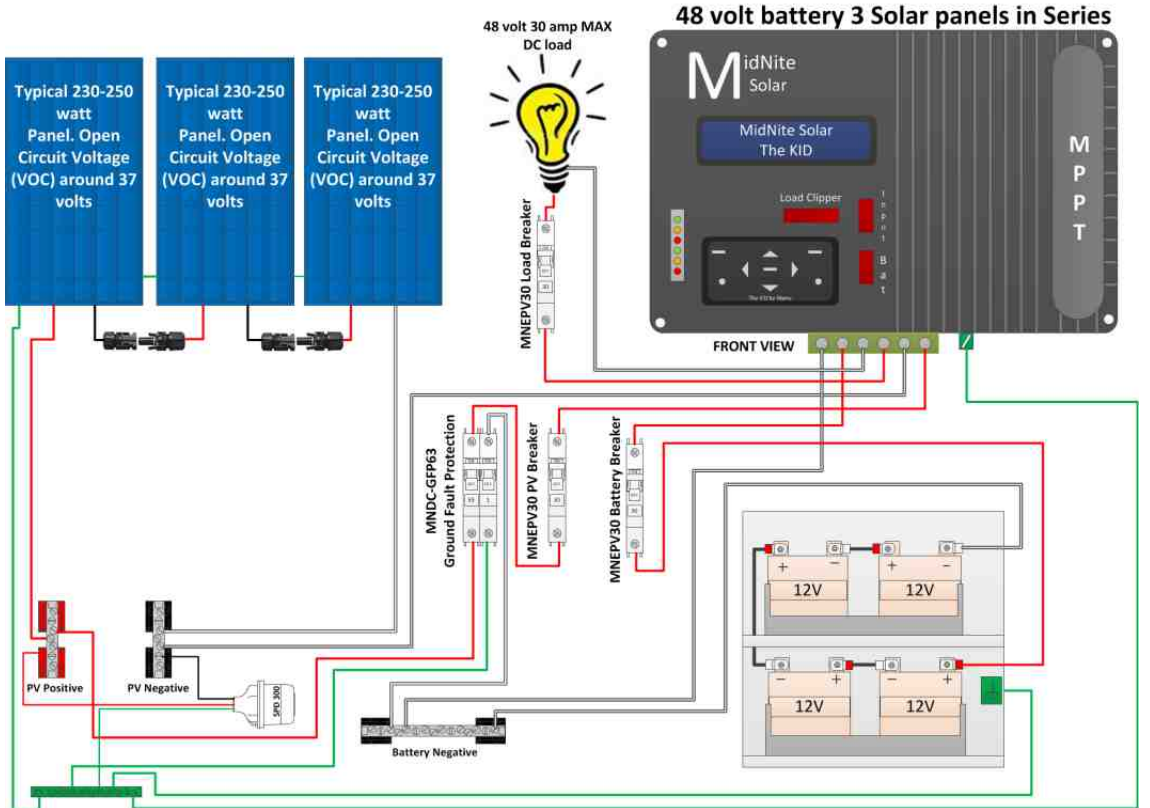 48 volt battery 3 Solar panels in Series
48 volt 30 amp MAX
DC load
Typical 230-250
watt
Panel. Open
Circuit Voltage
(VOC) around 37
volts
Typical 230-250
watt
Panel. Open
Circuit Voltage
(VOC) around 37
volts
Typical 230-250
watt
Panel. Open
Circuit Voltage
(VOC) around 37
volts
MidNite
Solar
MidNite Solar
The KID
MPPT
Load Clipper
Input
Bat
MNEPV30 Load Breaker
FRONT VIEW
MNDC-GFP63
Ground Fault Protection
MNEPV30 PV Breaker
MNEPV30 Battery Breaker
+ - + -
12V 12V
- + - +
12V 12V
PV Positive
PV Negative
SPD 300
Battery Negative